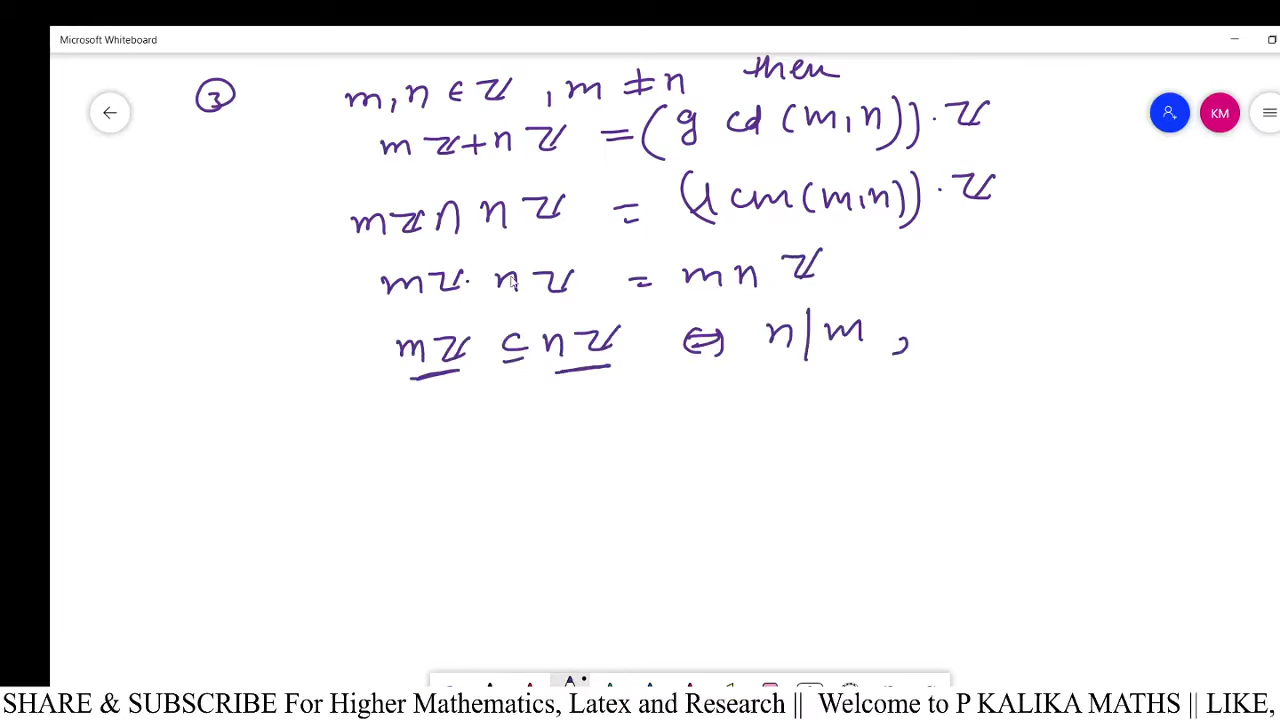 Microsoft Whiteboard
③ m, n ∈ ℤ, m ≠ n then
mℤ+nℤ = (gcd(m,n))·ℤ
mℤ∩nℤ = (lcm(m,n))·ℤ
mℤ·nℤ = mnℤ
mℤ ⊆ nℤ ⇔ n|m ,
KM
SHARE & SUBSCRIBE For Higher Mathematics, Latex and Research || Welcome to P KALIKA MATHS || LIKE,